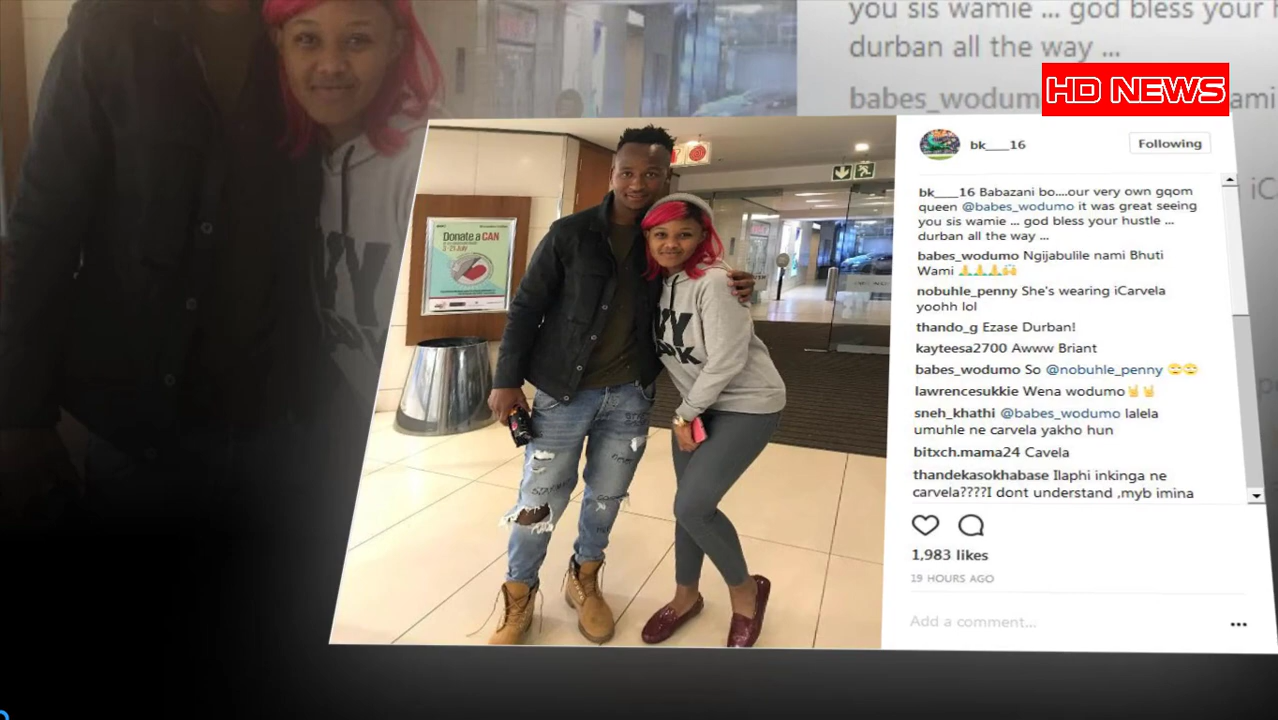 you sis wamie ... god bless your
durban all the way ...
babes_wodum
HD NEWS
bk___16
Following
bk___16 Babazani bo....our very own gqom
queen @babes_wodumo it was great seeing
you sis wamie ... god bless your hustle ...
durban all the way ...
babes_wodumo Ngijabulile nami Bhuti
Wami 🙏🙏🙏🙌
nobuhle_penny She's wearing iCarvela
yoohh lol
thando_g Ezase Durban!
kayteesa2700 Awww Briant
babes_wodumo So @nobuhle_penny 🙄🙄
lawrencesukkie Wena wodumo🤘🤘
sneh_khathi @babes_wodumo lalela
umuhle ne carvela yakho hun
bitxch.mama24 Cavela
thandekasokhabase Ilaphi inkinga ne
carvela????I dont understand ,myb imina
1,983 likes
19 HOURS AGO
Add a comment...
Donate a CAN
3 -21 July